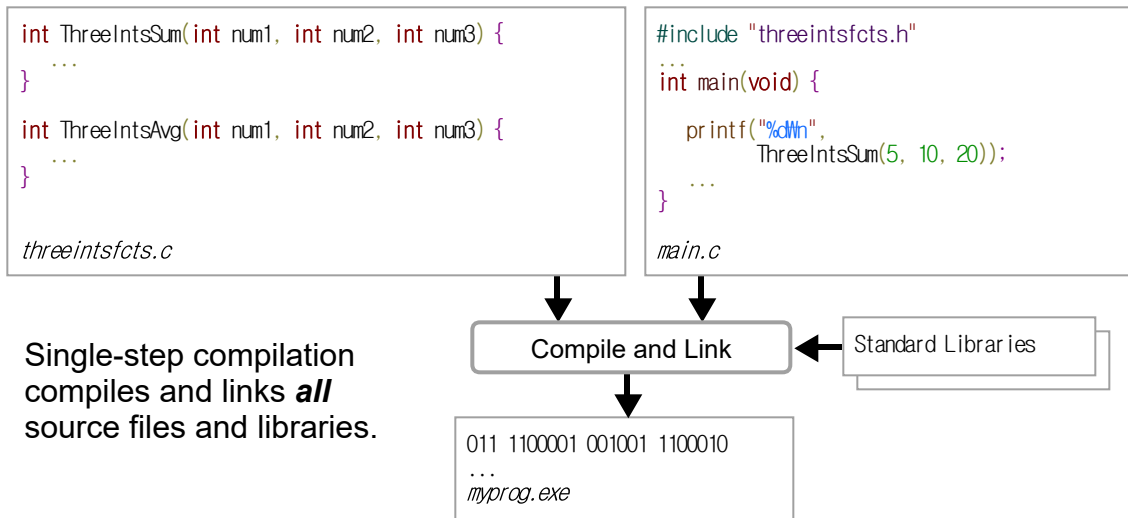 int ThreeIntsSum(int num1, int num2, int num3) {
...
}
int ThreeIntsAvg(int num1, int num2, int num3) {
...
}
threeintsfcts.c
#include "threeintsfcts.h"
...
int main(void) {
printf("%d₩n",
ThreeIntsSum(5, 10, 20));
...
}
main.c
Single-step compilation
compiles and links all
source files and libraries.
Compile and Link
Standard Libraries
011 1100001 001001 1100010
...
myprog.exe